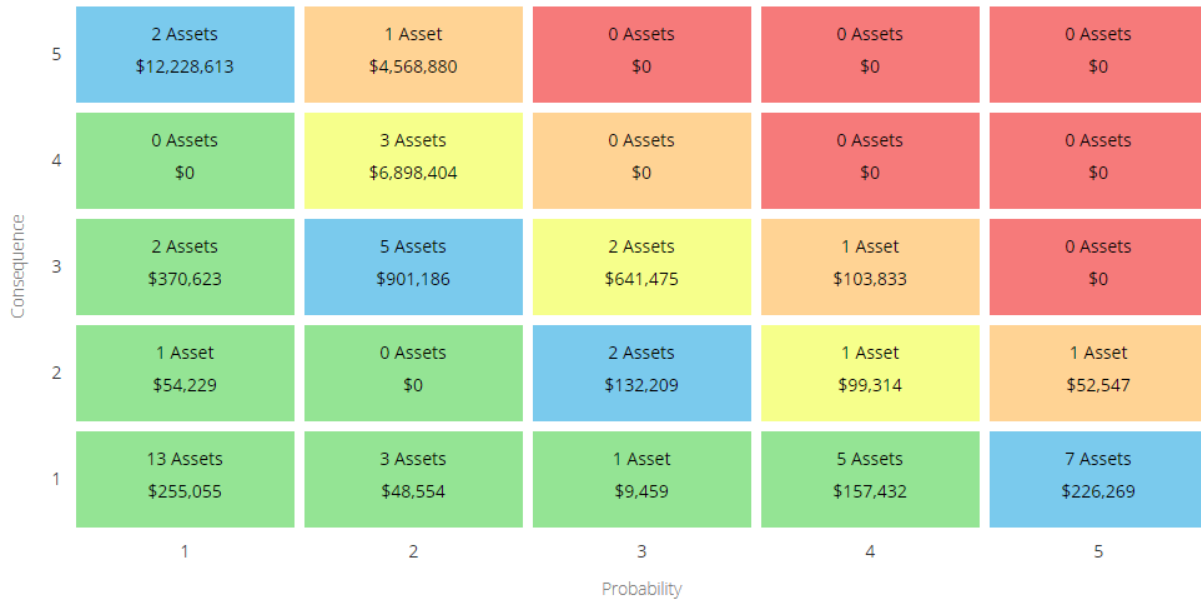 5
2 Assets
$12,228,613
1 Asset
$4,568,880
0 Assets
$0
0 Assets
$0
0 Assets
$0
4
0 Assets
$0
3 Assets
$6,898,404
0 Assets
$0
0 Assets
$0
0 Assets
$0
Consequence
3
2 Assets
$370,623
5 Assets
$901,186
2 Assets
$641,475
1 Asset
$103,833
0 Assets
$0
2
1 Asset
$54,229
0 Assets
$0
2 Assets
$132,209
1 Asset
$99,314
1 Asset
$52,547
1
13 Assets
$255,055
3 Assets
$48,554
1 Asset
$9,459
5 Assets
$157,432
7 Assets
$226,269
1
2
3
4
5
Probability